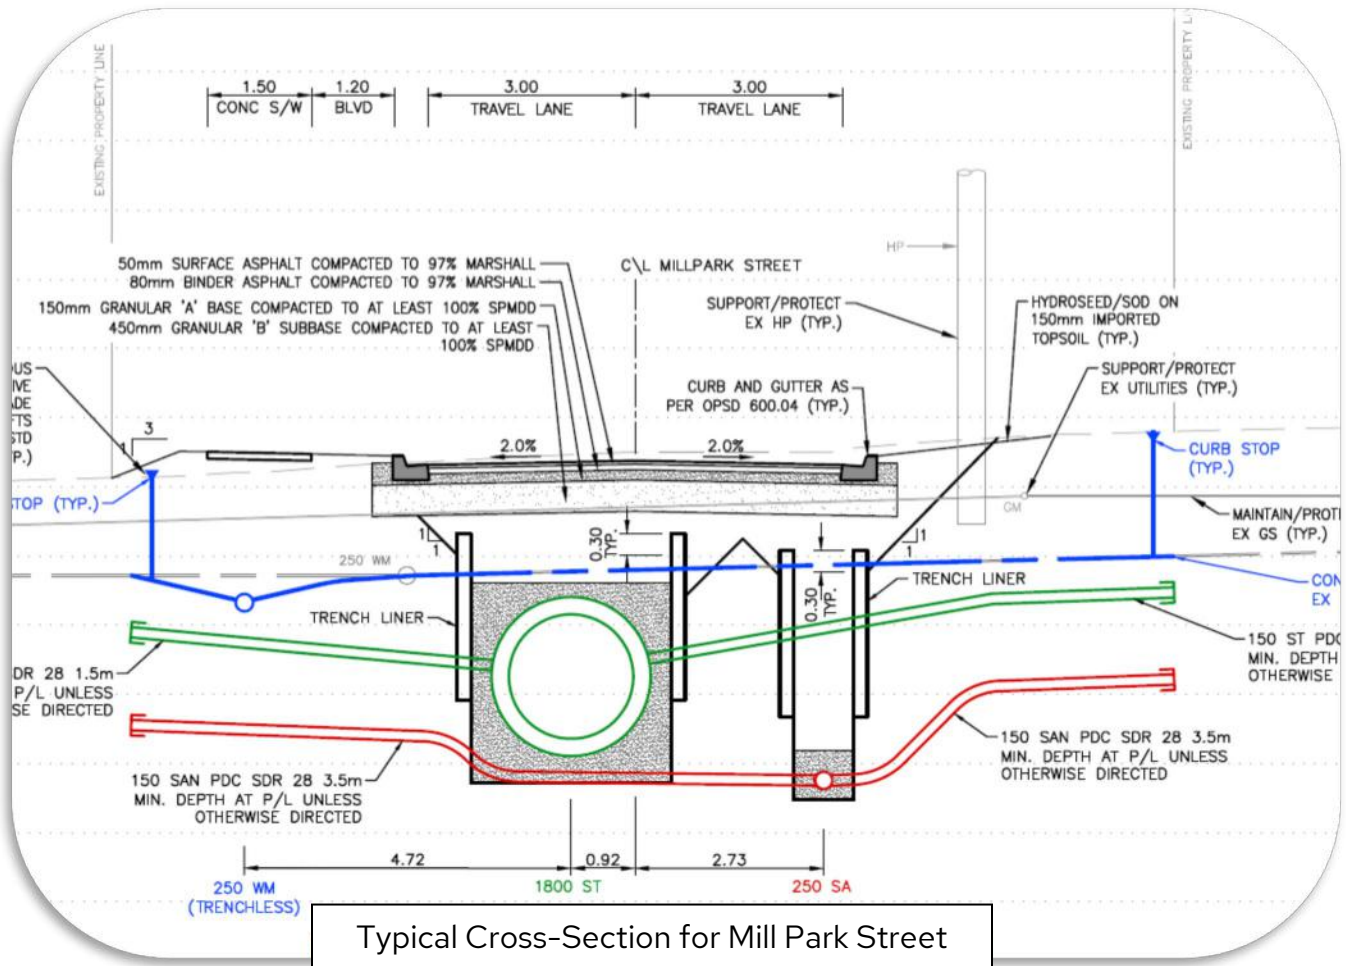 EXISTING PROPERTY LINE
EXISTING PROPERTY
1.50
CONC S/W
1.20
BLVD
3.00
TRAVEL LANE
3.00
TRAVEL LANE
50mm SURFACE ASPHALT COMPACTED TO 97% MARSHALL
80mm BINDER ASPHALT COMPACTED TO 97% MARSHALL
150mm GRANULAR 'A' BASE COMPACTED TO AT LEAST 100% SPMDD
450mm GRANULAR 'B' SUBBASE COMPACTED TO AT LEAST
100% SPMDD
C\L MILLPARK STREET
HP
SUPPORT/PROTECT
EX HP (TYP.)
HYDROSEED/SOD ON
150mm IMPORTED
TOPSOIL (TYP.)
SUPPORT/PROTECT
EX UTILITIES (TYP.)
CURB AND GUTTER AS
PER OPSD 600.04 (TYP.)
US
VE
DE
FTS
STD
P.)
3
1
2.0%
2.0%
CURB STOP
(TYP.)
STOP (TYP.)
GM
MAINTAIN/PROT
EX GS (TYP.)
1
1
0.30
TYP.
1
1
250 WM
TRENCH LINER
CON
EX
0.30
TYP.
TRENCH LINER
150 ST PDC
MIN. DEPTH
OTHERWISE
DR 28 1.5m
P/L UNLESS
SE DIRECTED
150 SAN PDC SDR 28 3.5m
MIN. DEPTH AT P/L UNLESS
OTHERWISE DIRECTED
150 SAN PDC SDR 28 3.5m
MIN. DEPTH AT P/L UNLESS
OTHERWISE DIRECTED
4.72
0.92
2.73
250 WM
(TRENCHLESS)
1800 ST
250 SA
Typical Cross-Section for Mill Park Street